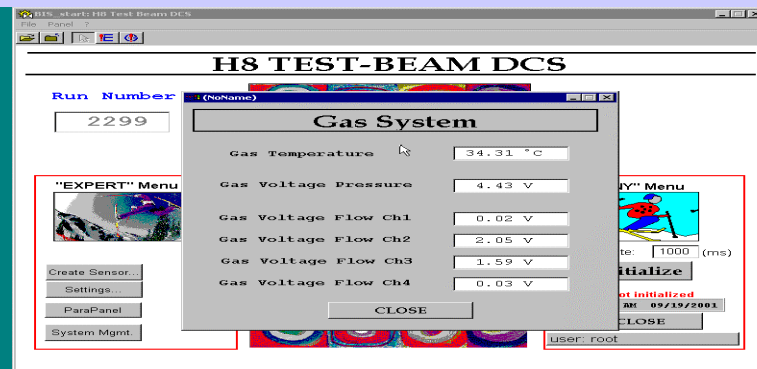 BIS_start: H8 Test Beam DCS
File Panel ?
H8 TEST-BEAM DCS
Run Number
2299
(NoName)
Gas System
Gas Temperature 34.31 °C
Gas Voltage Pressure 4.43 V
Gas Voltage Flow Ch1 0.02 V
Gas Voltage Flow Ch2 2.05 V
Gas Voltage Flow Ch3 1.59 V
Gas Voltage Flow Ch4 0.03 V
CLOSE
"EXPERT" Menu
Create Sensor...
Settings...
ParaPanel
System Mgmt.
NY" Menu
te: 1000 (ms)
itialize
ot initialized
AM 09/19/2001
CLOSE
user: root